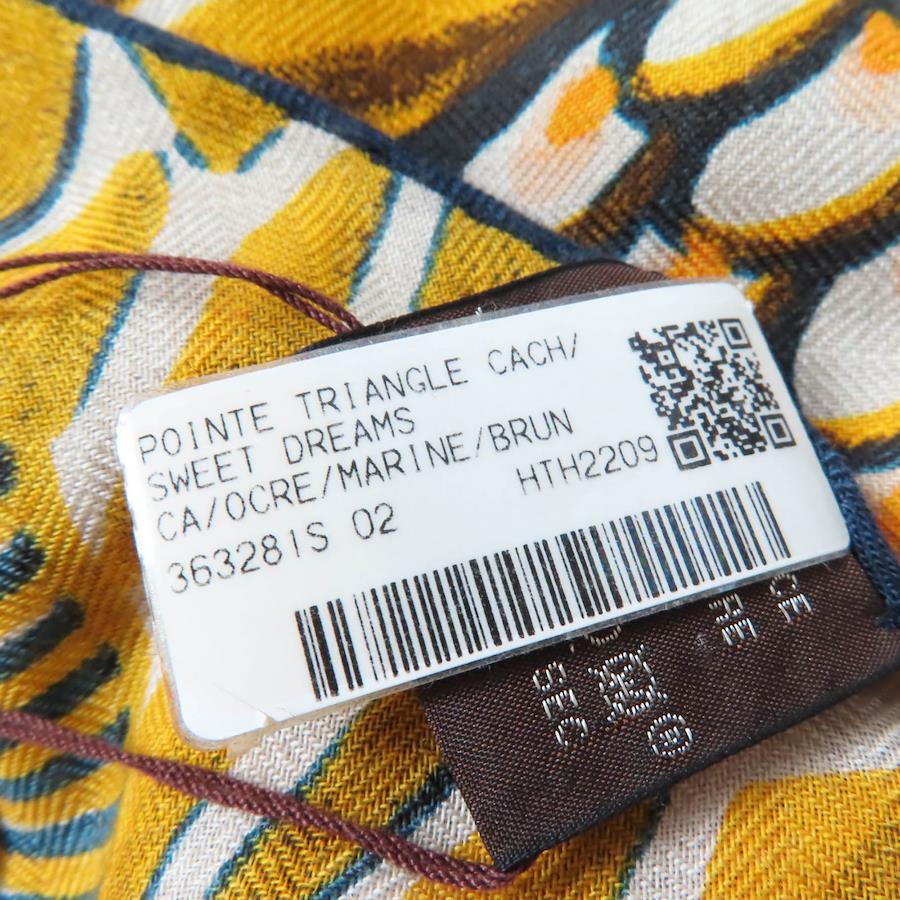 POINTE TRIANGLE CACH/
SWEET DREAMS
CA/OCRE/MARINE/BRUN
HTH2209
363281S 02